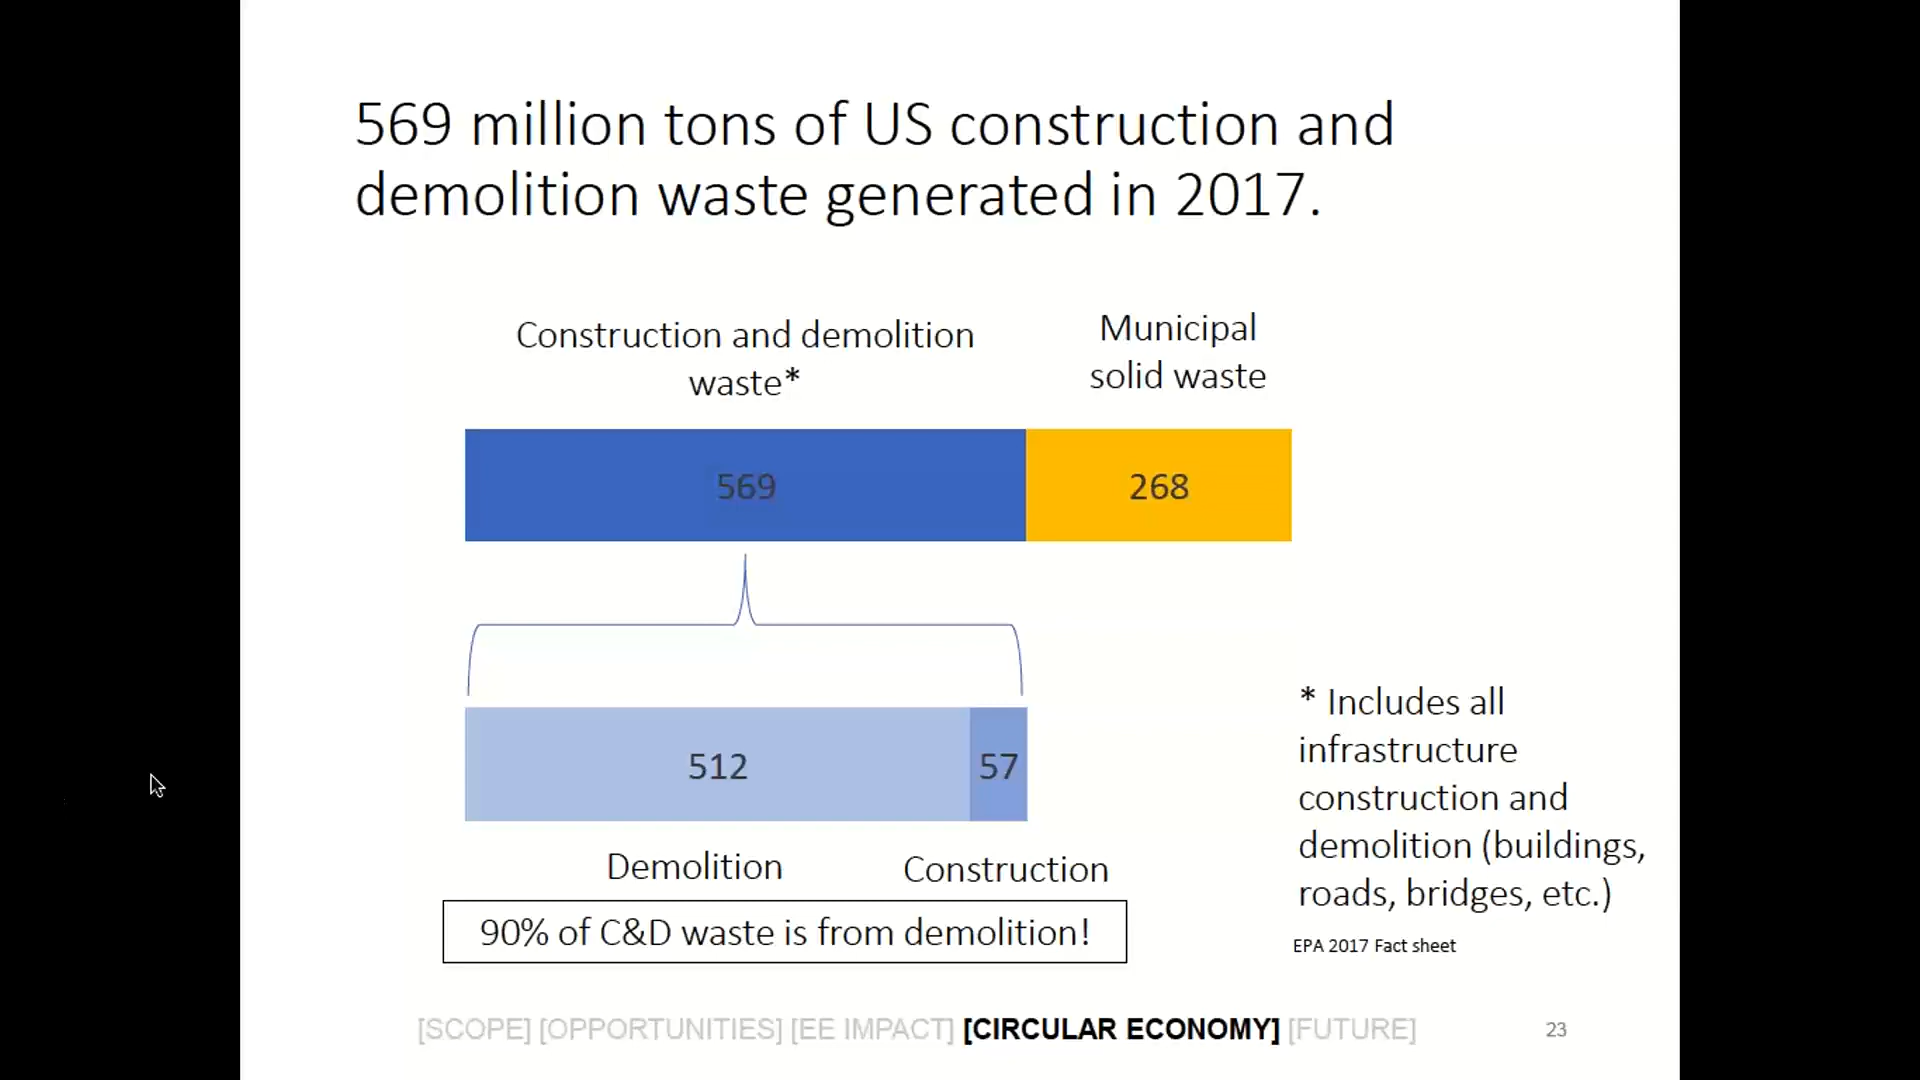 569 million tons of US construction and
demolition waste generated in 2017.
Construction and demolition
waste*
Municipal
solid waste
569
268
512
57
Demolition
Construction
90% of C&D waste is from demolition!
* Includes all
infrastructure
construction and
demolition (buildings,
roads, bridges, etc.)
EPA 2017 Fact sheet
[SCOPE] [OPPORTUNITIES] [EE IMPACT] [CIRCULAR ECONOMY] [FUTURE]
23